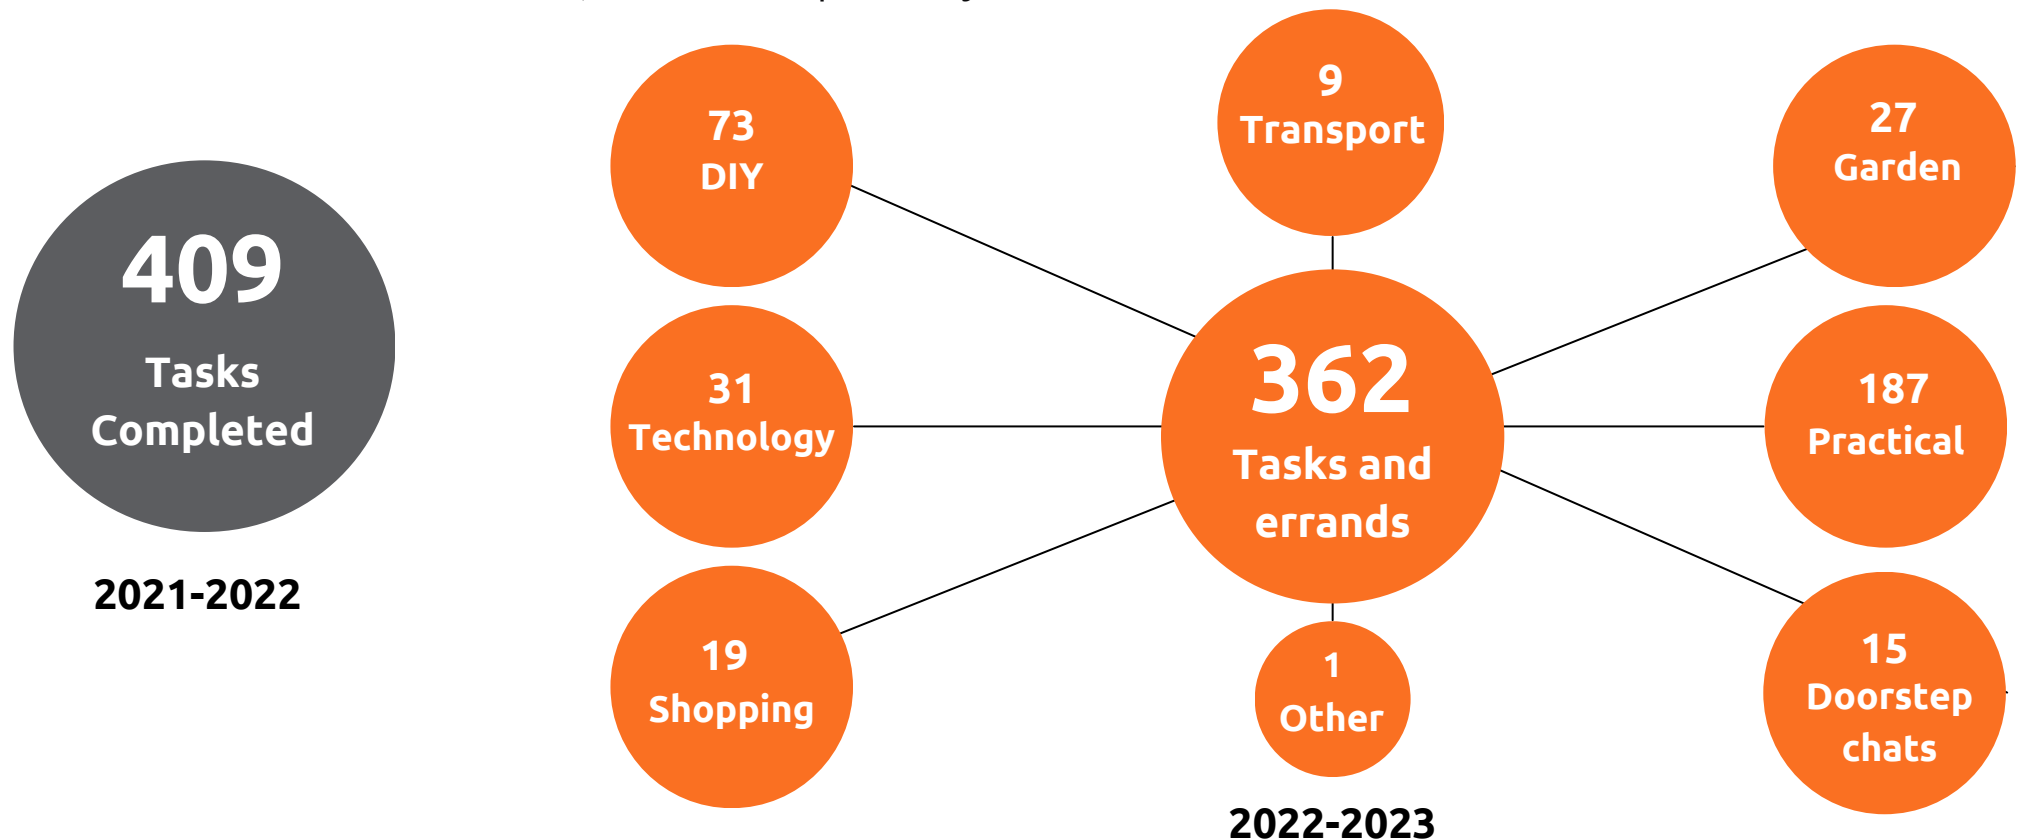 409
Tasks
Completed
2021-2022
73
DIY
31
Technology
19
Shopping
9
Transport
362
Tasks and
errands
1
Other
2022-2023
27
Garden
187
Practical
15
Doorstep
chats